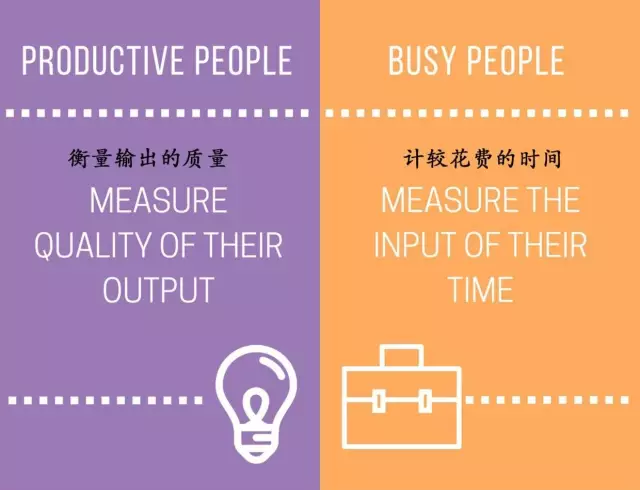 PRODUCTIVE PEOPLE
衡量输出的质量
MEASURE
QUALITY OF THEIR
OUTPUT
BUSY PEOPLE
计较花费的时间
MEASURE THE
INPUT OF THEIR
TIME